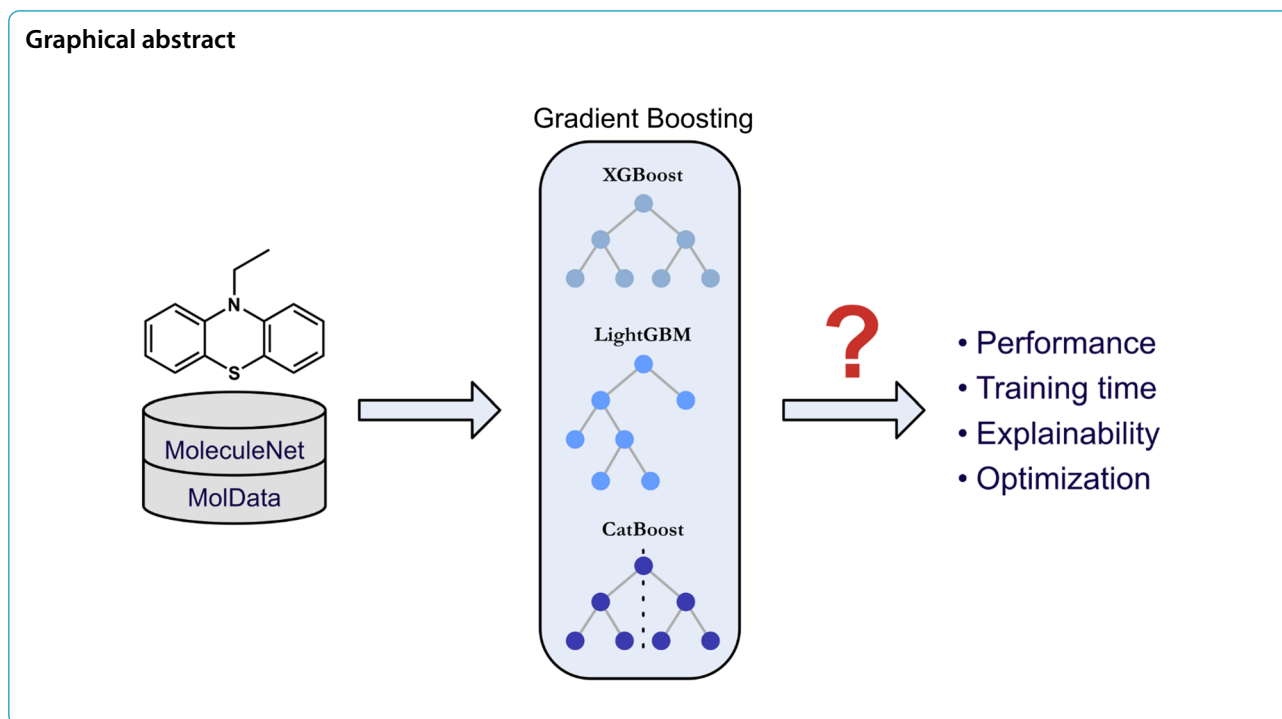 Graphical abstract
Gradient Boosting
XGBoost
N
S
MoleculeNet
MolData
LightGBM
CatBoost
?
• Performance
• Training time
• Explainability
• Optimization